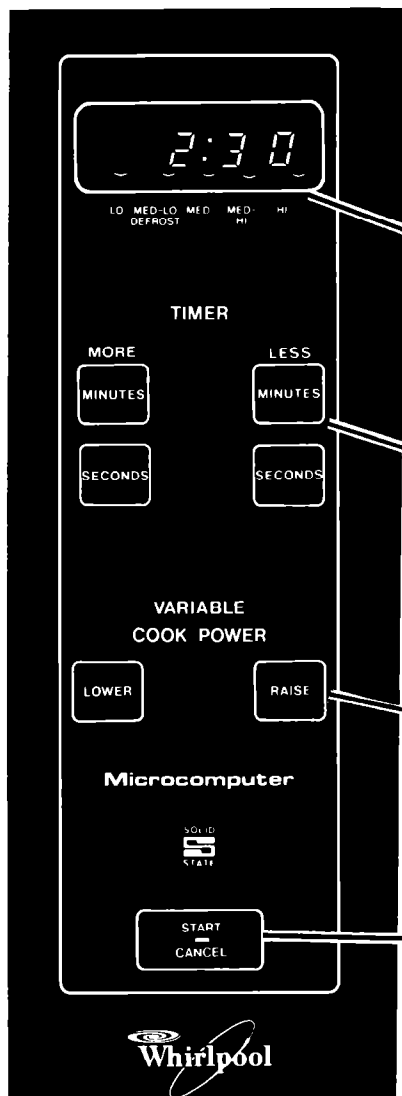 2:30
LO MED-LO MED MED- HI
DEFROST HI
TIMER
MORE LESS
MINUTES MINUTES
SECONDS SECONDS
VARIABLE
COOK POWER
LOWER RAISE
Microcomputer
SOLID
S
STATE
START
CANCEL
Whirlpool